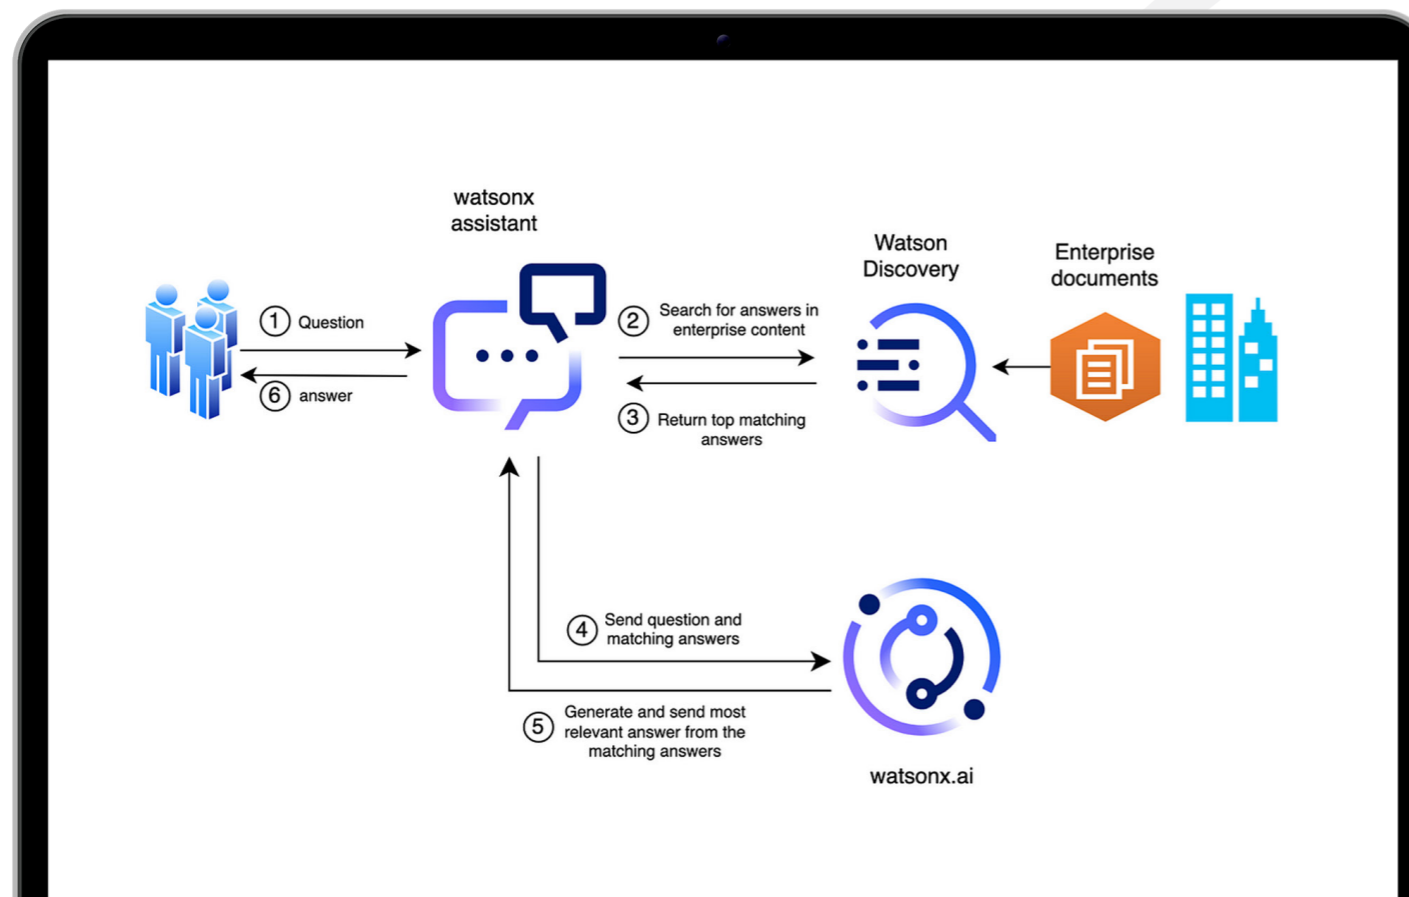 watsonx
assistant
Watson
Discovery
Enterprise
documents
1 Question
6 answer
2 Search for answers in
enterprise content
3 Return top matching
answers
4 Send question and
matching answers
5 Generate and send most
relevant answer from the
matching answers
watsonx.ai